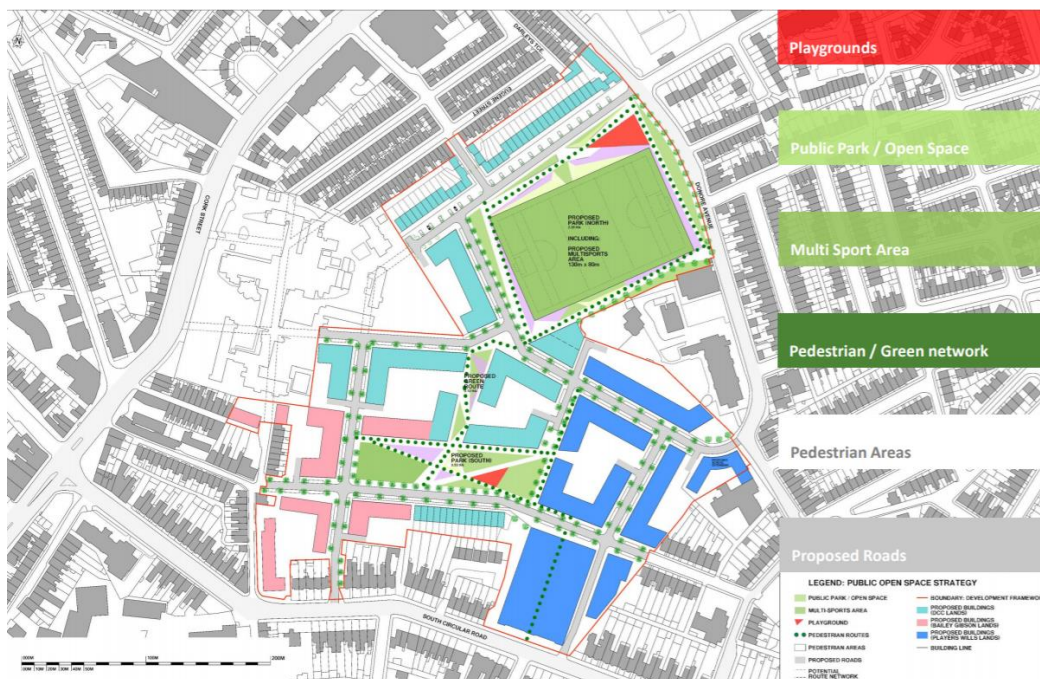 Playgrounds
Public Park / Open Space
Multi Sport Area
Pedestrian / Green network
Pedestrian Areas
Proposed Roads
EUGENE STREET
CORK STREET
SOUTH CIRCULAR ROAD
PROPOSED
PARK (NORTH)
INCLUDING:
PROPOSED
MULTISPORTS
AREA
130m x 80m
PROPOSED
GREEN
ROUTE
PROPOSED
PARK (SOUTH)
LEGEND: PUBLIC OPEN SPACE STRATEGY
PUBLIC PARK / OPEN SPACE
MULTI-SPORTS AREA
PLAYGROUND
PEDESTRIAN ROUTES
PEDESTRIAN AREAS
PROPOSED ROADS
POTENTIAL
ROUTE NETWORK
BOUNDARY: DEVELOPMENT FRAMEWORK
PROPOSED BUILDINGS
(DCC LANDS)
PROPOSED BUILDINGS
(BAILEY GIBSON LANDS)
PROPOSED BUILDINGS
(PLAYERS WILLS LANDS)
BUILDING LINE
100M
200M